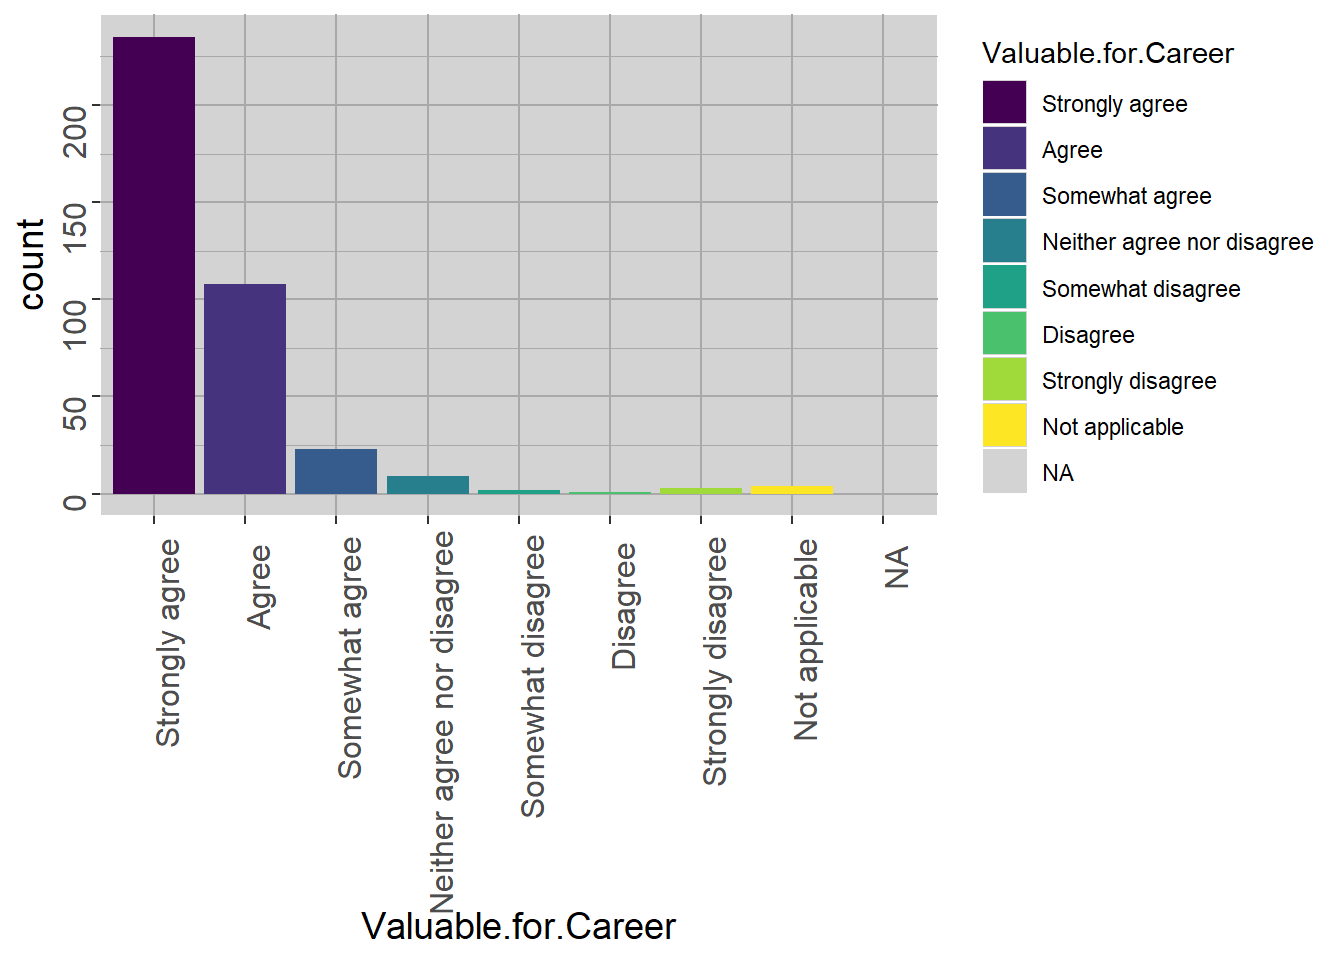 count
200
150
100
50
0
Strongly agree
Agree
Somewhat agree
Neither agree nor disagree
Somewhat disagree
Disagree
Strongly disagree
Not applicable
NA
Valuable.for.Career
Valuable.for.Career
Strongly agree
Agree
Somewhat agree
Neither agree nor disagree
Somewhat disagree
Disagree
Strongly disagree
Not applicable
NA